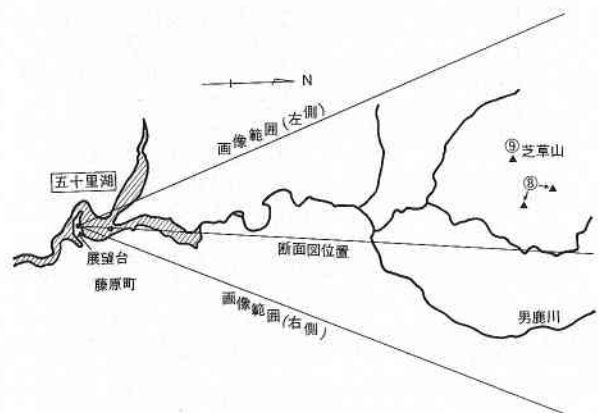 N
画像範囲(左側)
⑨
芝草山
⑧
五十里湖
断面図位置
展望台
藤原町
画像範囲(右側)
男鹿川